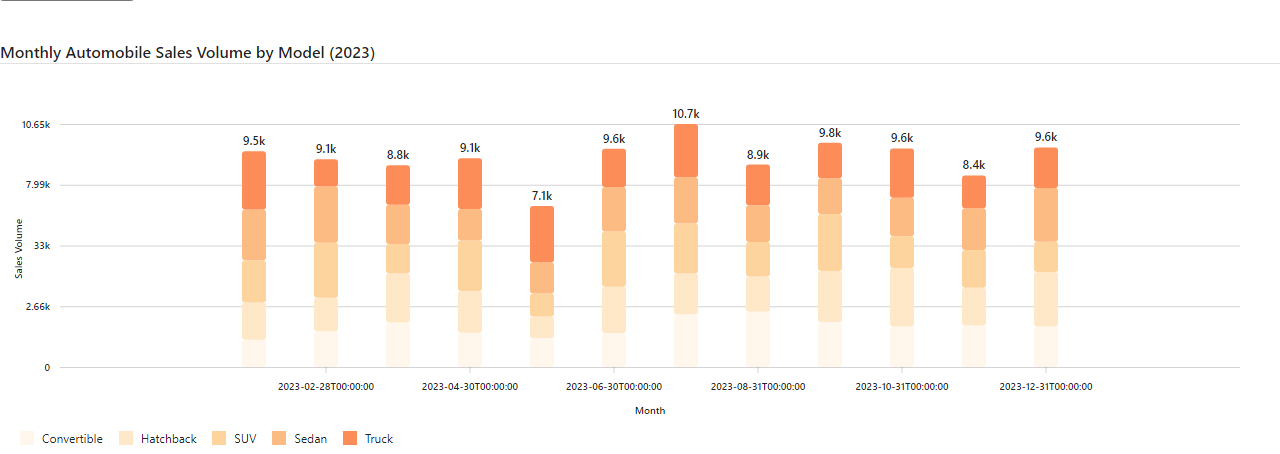 Monthly Automobile Sales Volume by Model (2023)
10.7k
10.65k
9.5k 9.1k 8.8k 9.1k 7.1k 9.6k 8.9k 9.8k 9.6k 8.4k 9.6k
7.99k
33k
2.66k
0
Sales Volume
2023-02-28T00:00:00 2023-04-30T00:00:00 2023-06-30T00:00:00 2023-08-31T00:00:00 2023-10-31T00:00:00 2023-12-31T00:00:00
Month
Convertible Hatchback SUV Sedan Truck